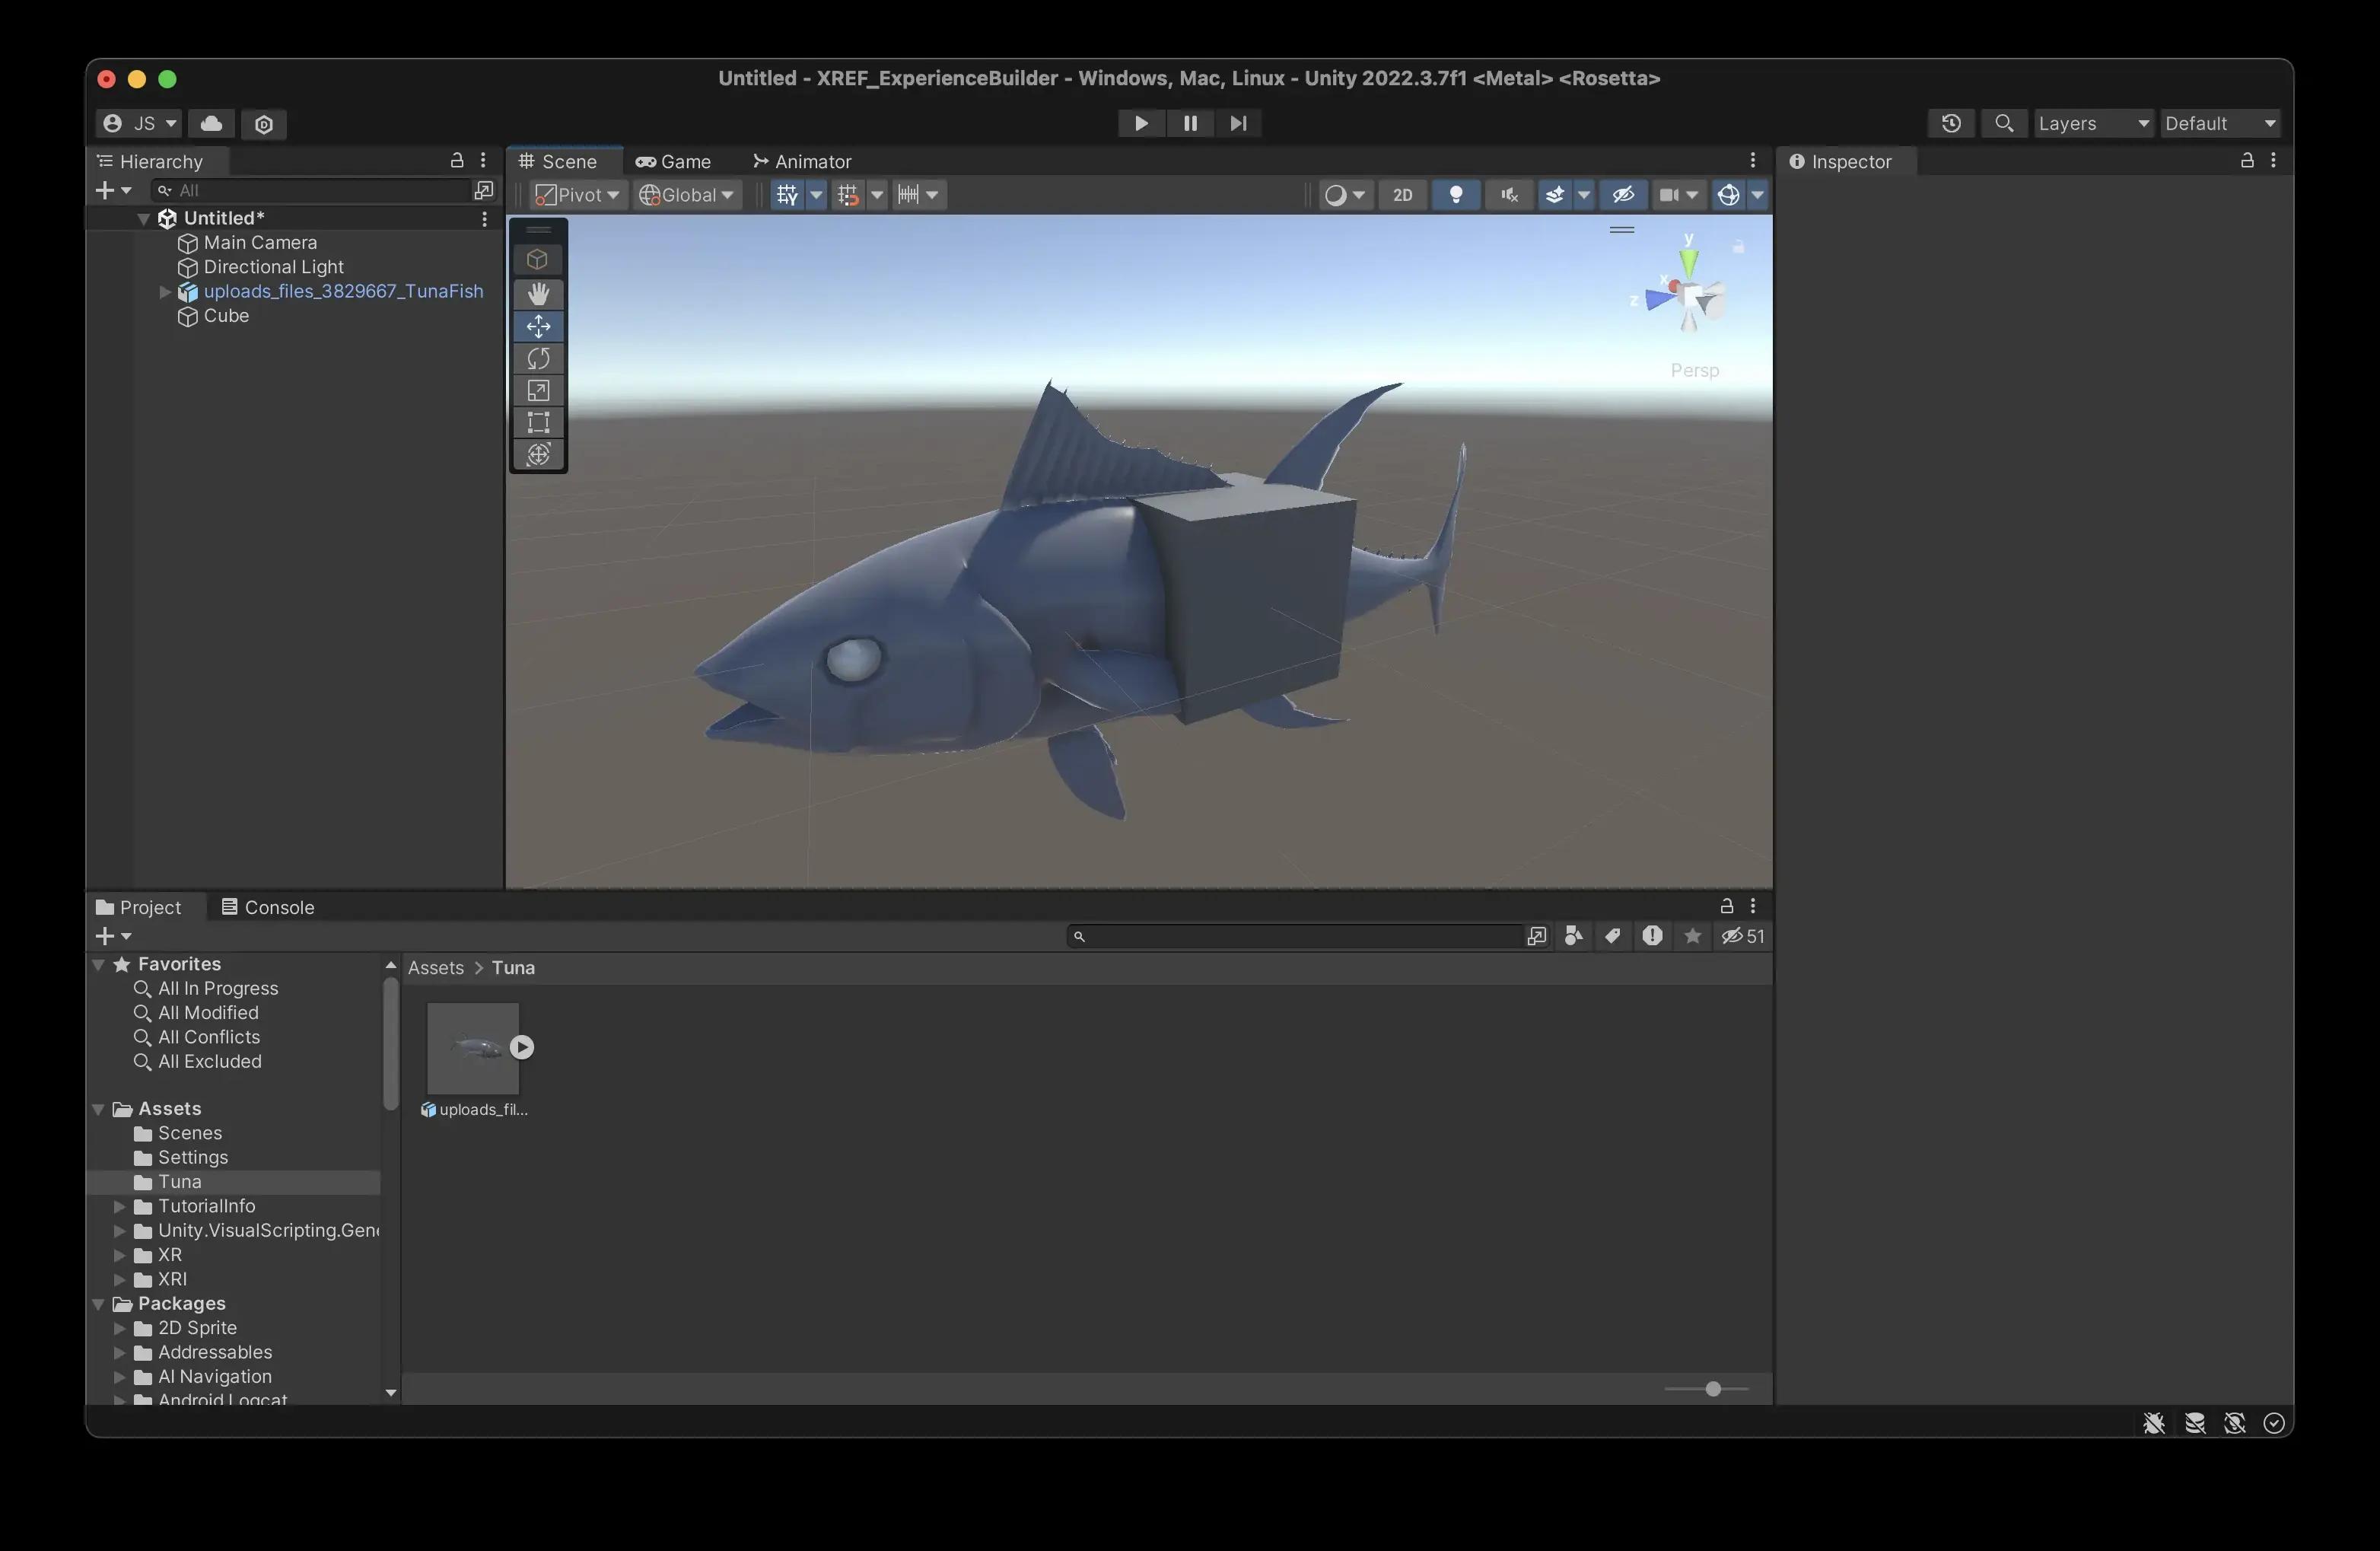 Untitled - XREF_ExperienceBuilder - Windows, Mac, Linux - Unity 2022.3.7f1 <Metal> <Rosetta>
JS
Layers
Default
Hierarchy
All
Untitled*
Main Camera
Directional Light
uploads_files_3829667_TunaFish
Cube
Scene
Game
Animator
Pivot
Global
2D
y
x
z
Persp
Inspector
Project
Console
51
Favorites
All In Progress
All Modified
All Conflicts
All Excluded
Assets
Scenes
Settings
Tuna
TutorialInfo
Unity.VisualScripting.Gene
XR
XRI
Packages
2D Sprite
Addressables
AI Navigation
Android Logcat
Assets > Tuna
uploads_fil...